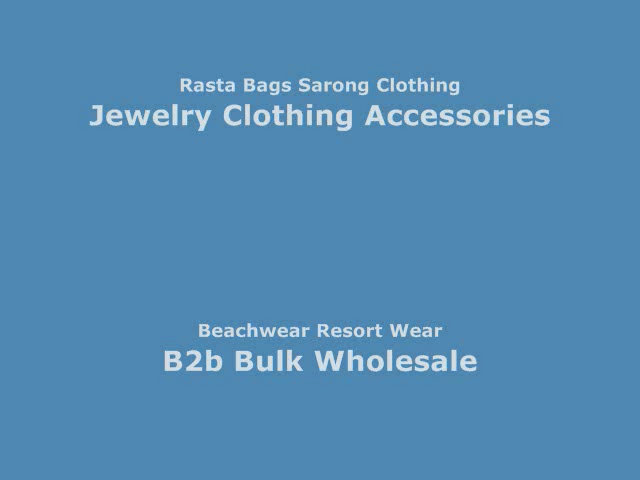 Rasta Bags Sarong Clothing
Jewelry Clothing Accessories
Beachwear Resort Wear
B2b Bulk Wholesale